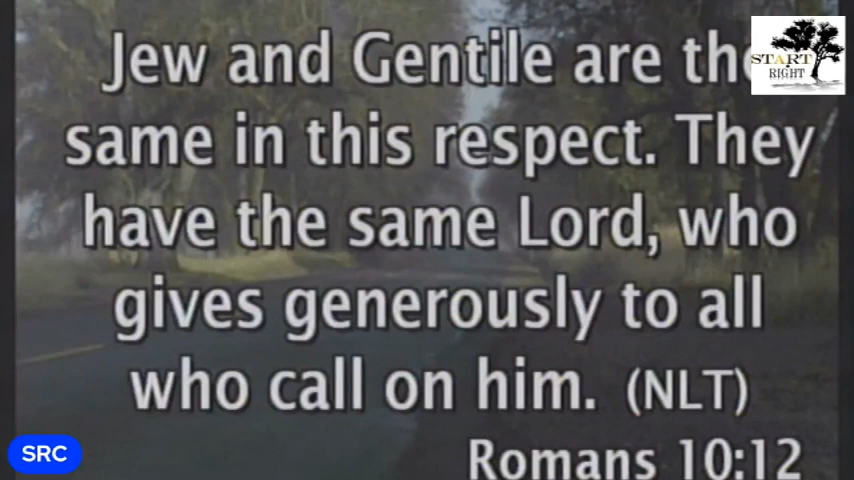 Jew and Gentile are the
same in this respect. They
have the same Lord, who
gives generously to all
who call on him. (NLT)
Romans 10:12
START
RIGHT
SRC